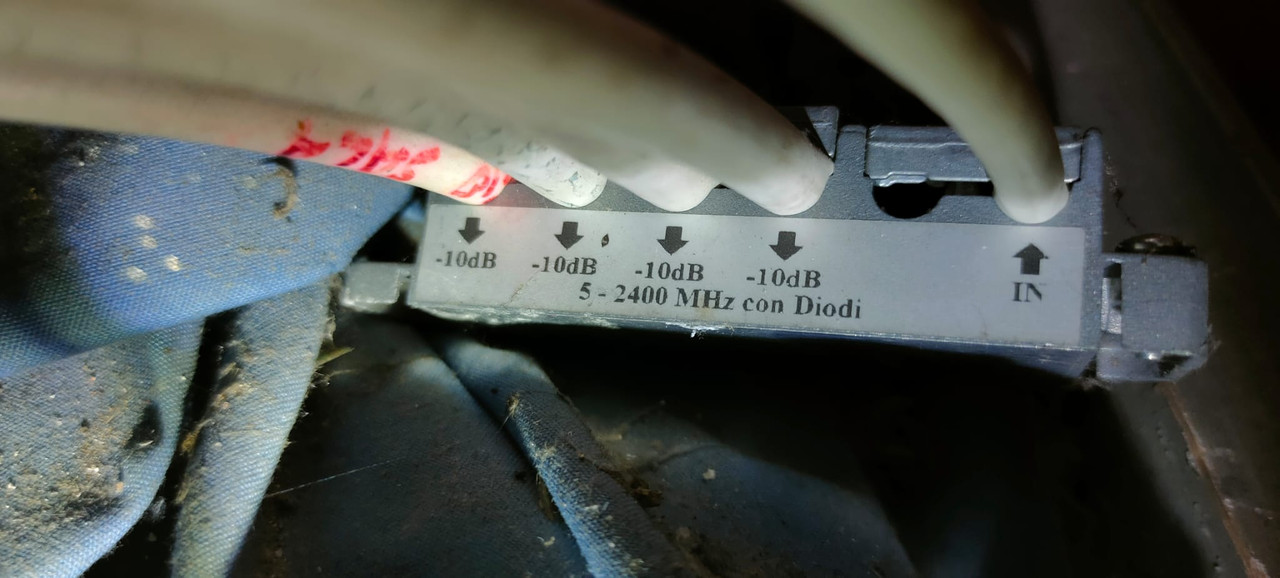 -10dB -10dB -10dB -10dB
IN
5 - 2400 MHz con Diodi